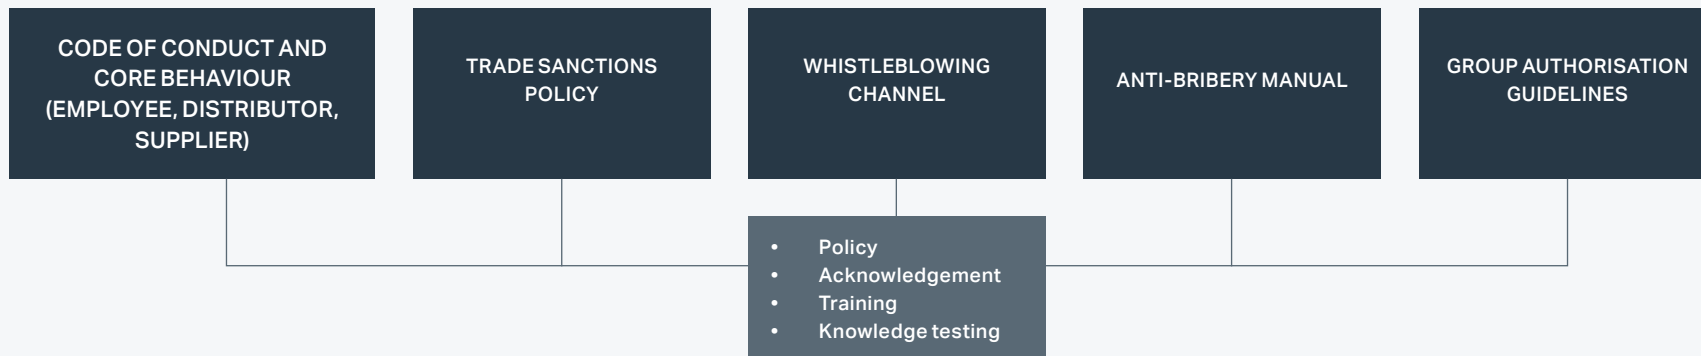 CODE OF CONDUCT AND
CORE BEHAVIOUR
(EMPLOYEE, DISTRIBUTOR,
SUPPLIER)
TRADE SANCTIONS
POLICY
WHISTLEBLOWING
CHANNEL
ANTI-BRIBERY MANUAL
GROUP AUTHORISATION
GUIDELINES
• Policy
• Acknowledgement
• Training
• Knowledge testing